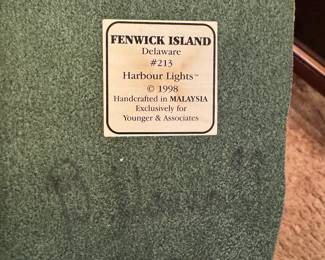 FENWICK ISLAND
Delaware
#213
Harbour Lights™
© 1998
Handcrafted in MALAYSIA
Exclusively for
Younger & Associates